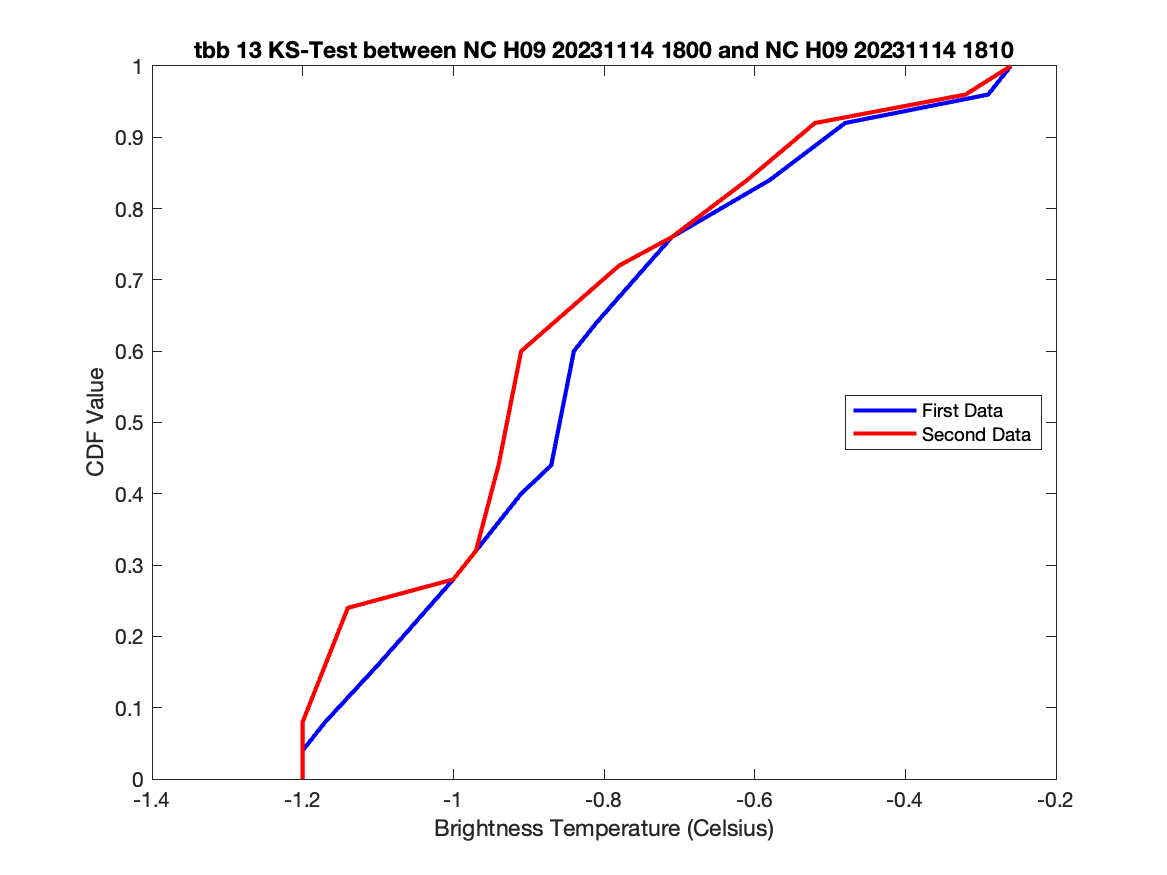 tbb 13 KS-Test between NC H09 20231114 1800 and NC H09 20231114 1810
1
0.9
0.8
0.7
0.6
0.5
0.4
0.3
0.2
0.1
0
CDF Value
First Data
Second Data
-1.4 -1.2 -1 -0.8 -0.6 -0.4 -0.2
Brightness Temperature (Celsius)